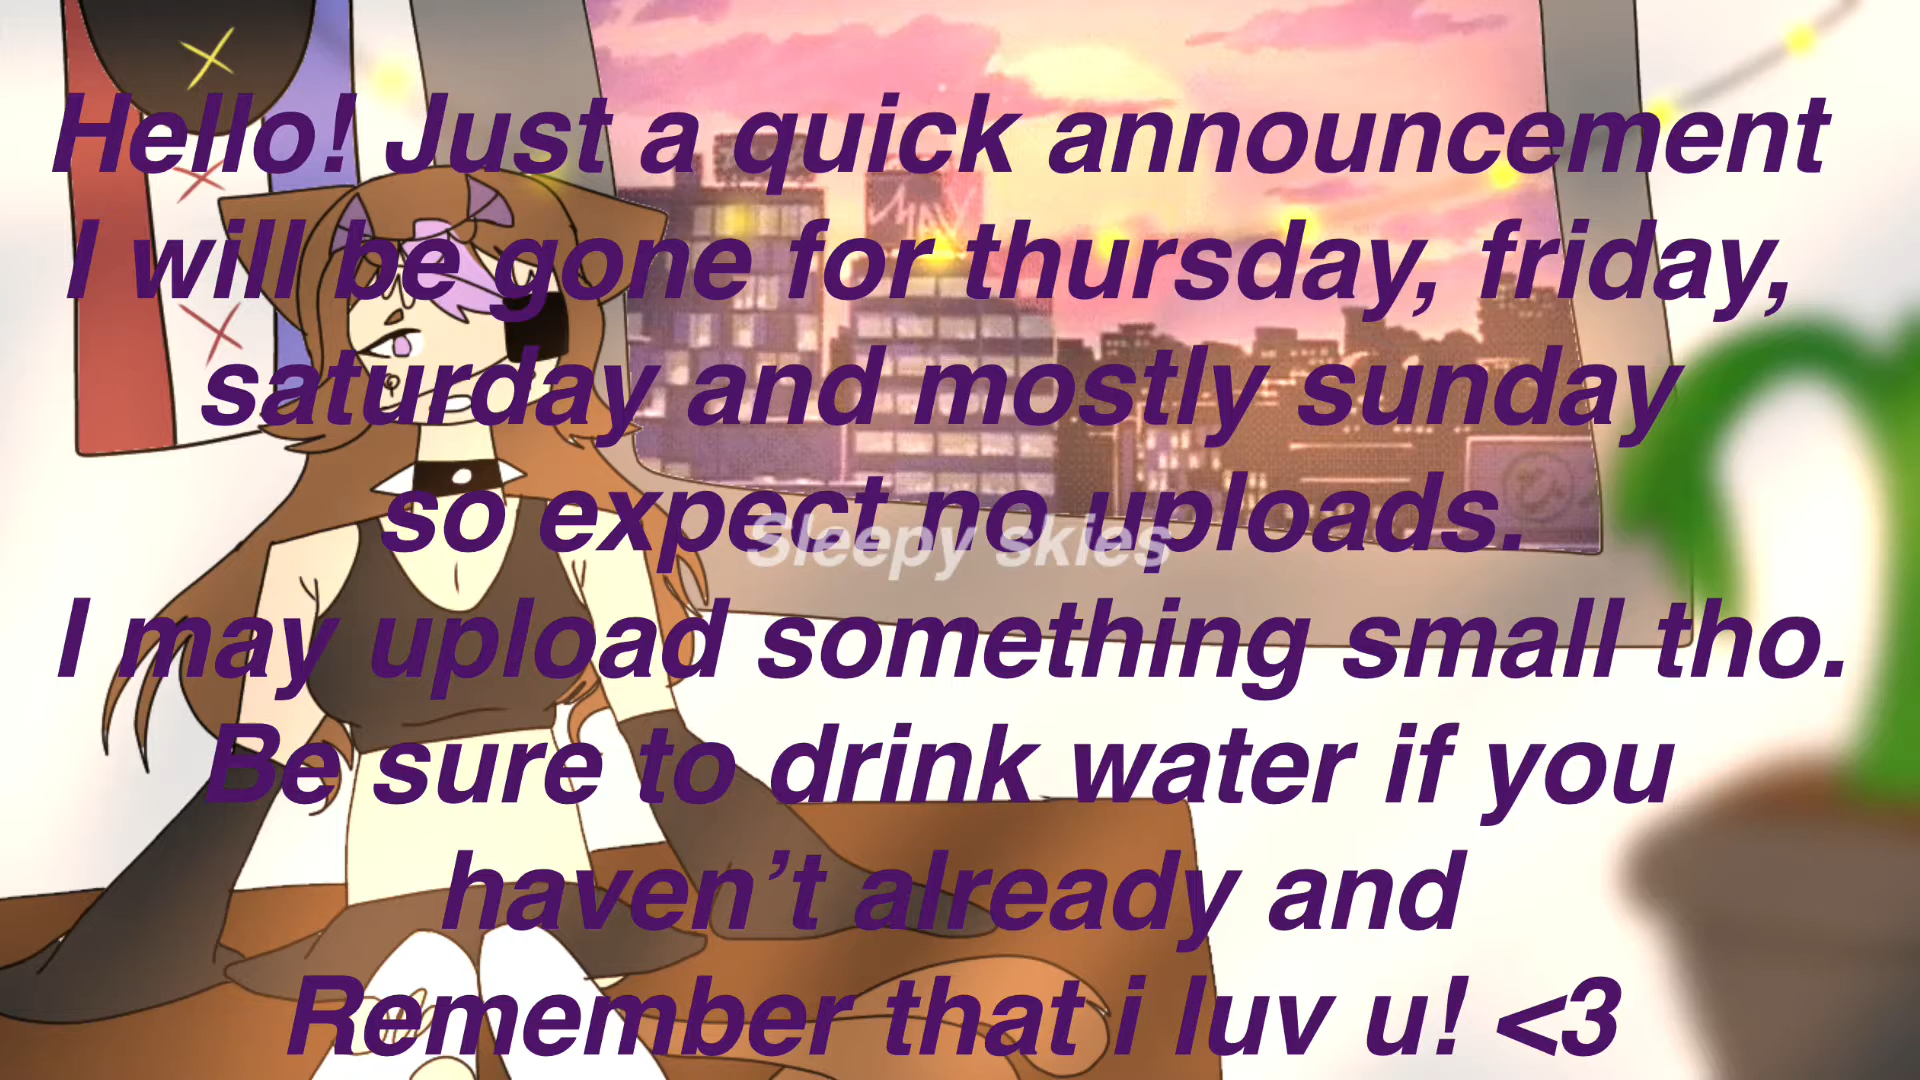 Hello! Just a quick announcement
I will be gone for thursday, friday,
saturday and mostly sunday
so expect no uploads.
Sleepy skies
I may upload something small tho.
Be sure to drink water if you
haven't already and
Remember that i luv u! <3